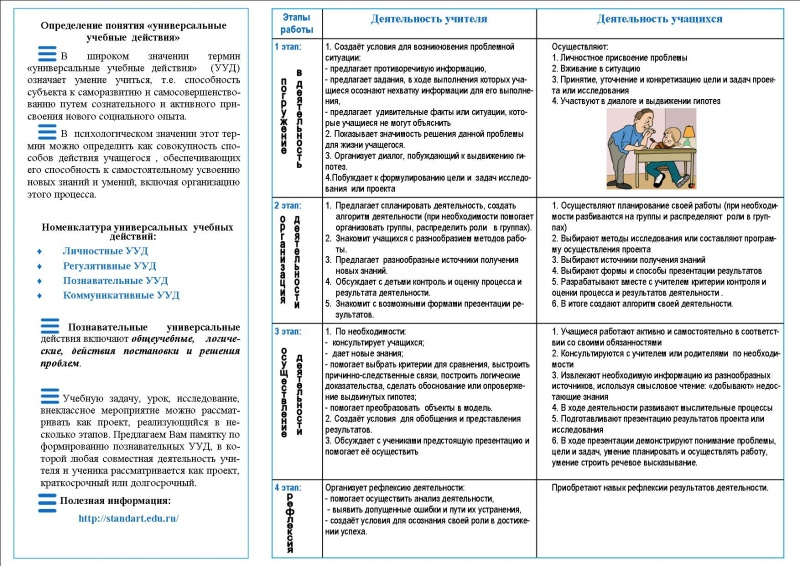 Определение понятия «универсальные
учебные действия»
В широком значении термин
«универсальные учебные действия» (УУД)
означает умение учиться, т.е. способность
субъекта к саморазвитию и самосовершенство-
ванию путем сознательного и активного при-
своения нового социального опыта.
В психологическом значении этот тер-
мин можно определить как совокупность спо-
собов действия учащегося , обеспечивающих
его способность к самостоятельному усвоению
новых знаний и умений, включая организацию
этого процесса.
Номенклатура универсальных учебных
действий:
♦ Личностные УУД
♦ Регулятивные УУД
♦ Познавательные УУД
♦ Коммуникативные УУД
Познавательные универсальные
действия включают общеучебные, логиче-
ские, действия постановки и решения
проблем.
Учебную задачу, урок, исследование,
внеклассное мероприятие можно рассмат-
ривать как проект, реализующийся в не-
сколько этапов. Предлагаем Вам памятку по
формированию познавательных УУД, в ко-
торой любая совместная деятельность учи-
теля и ученика рассматривается как проект,
краткосрочный или долгосрочный.
Полезная информация:
http://standart.edu.ru/
Этапы
работы
Деятельность учителя
Деятельность учащихся
1 этап:
погружение
в деятельность
1. Создаёт условия для возникновения проблемной
ситуации:
- предлагает противоречивую информацию,
- предлагает задания, в ходе выполнения которых уча-
щиеся осознают нехватку информации для его выполне-
ния,
- предлагает удивительные факты или ситуации, кото-
рые учащиеся не могут объяснить
2. Показывает значимость решения данной проблемы
для жизни учащегося.
3. Организует диалог, побуждающий к выдвижению ги-
потез.
4.Побуждает к формулированию цели и задач исследо-
вания или проекта
Осуществляют:
1. Личностное присвоение проблемы
2. Вживание в ситуацию
3. Принятие, уточнение и конкретизацию цели и задач проек-
та или исследования
4. Участвуют в диалоге и выдвижении гипотез
2 этап:
организация
деятельности
1. Предлагает спланировать деятельность, создать
алгоритм деятельности (при необходимости помогает
организовать группы, распределить роли в группах).
2. Знакомит учащихся с разнообразием методов рабо-
ты.
3. Предлагает разнообразные источники получения
новых знаний.
4. Обсуждает с детьми контроль и оценку процесса и
результата деятельности.
5. Знакомит с возможными формами презентации ре-
зультатов.
1. Осуществляют планирование своей работы (при необходи-
мости разбиваются на группы и распределяют роли в груп-
пах)
2. Выбирают методы исследования или составляют програм-
му осуществления проекта
3. Выбирают источники получения знаний
4. Выбирают формы и способы презентации результатов
5. Разрабатывают вместе с учителем критерии контроля и
оценки процесса и результатов деятельности .
6. В итоге создают алгоритм своей деятельности.
3 этап:
осуществление
деятельности
1. По необходимости:
- консультирует учащихся;
- дает новые знания;
- помогает выбрать критерии для сравнения, выстроить
причинно-следственные связи, построить логические
доказательства, сделать обоснование или опроверже-
ние выдвинутых гипотез;
- помогает преобразовать объекты в модель.
2. Создаёт условия для обобщения и представления
результатов.
3. Обсуждает с учениками предстоящую презентацию и
помогает её осуществить
1. Учащиеся работают активно и самостоятельно в соответст-
вии со своими обязанностями
2. Консультируются с учителем или родителями по необходи-
мости
3. Извлекают необходимую информацию из разнообразных
источников, используя смысловое чтение: «добывают» недос-
тающие знания
4. В ходе деятельности развивают мыслительные процессы
5. Подготавливают презентацию результатов проекта или
исследования
6. В ходе презентации демонстрируют понимание проблемы,
цели и задач, умение планировать и осуществлять работу,
умение строить речевое высказывание.
4 этап:
рефлексия
Организует рефлексию деятельности:
- помогает осуществить анализ деятельности,
- выявить допущенные ошибки и пути их устранения,
- создаёт условия для осознания своей роли в достиже-
нии успеха.
Приобретают навык рефлексии результатов деятельности.